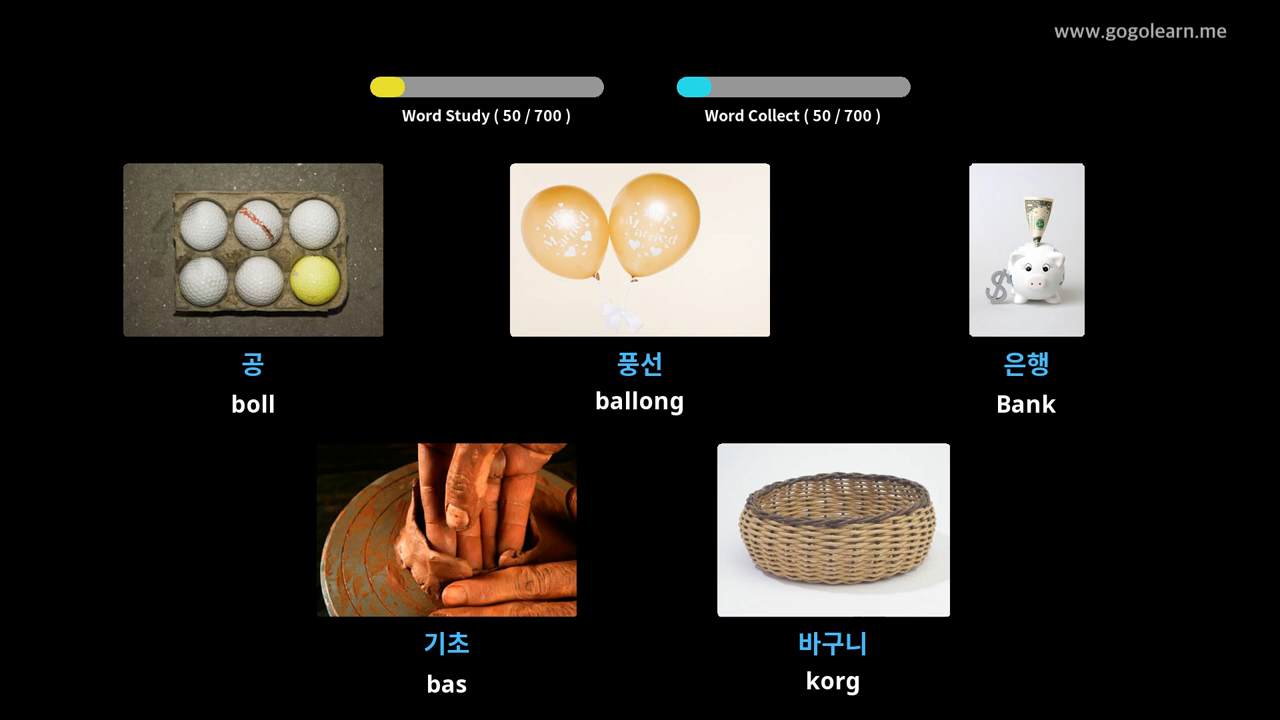 www.gogolearn.me
Word Study ( 50 / 700 )
Word Collect ( 50 / 700 )
공
boll
풍선
ballong
은행
Bank
기초
bas
바구니
korg